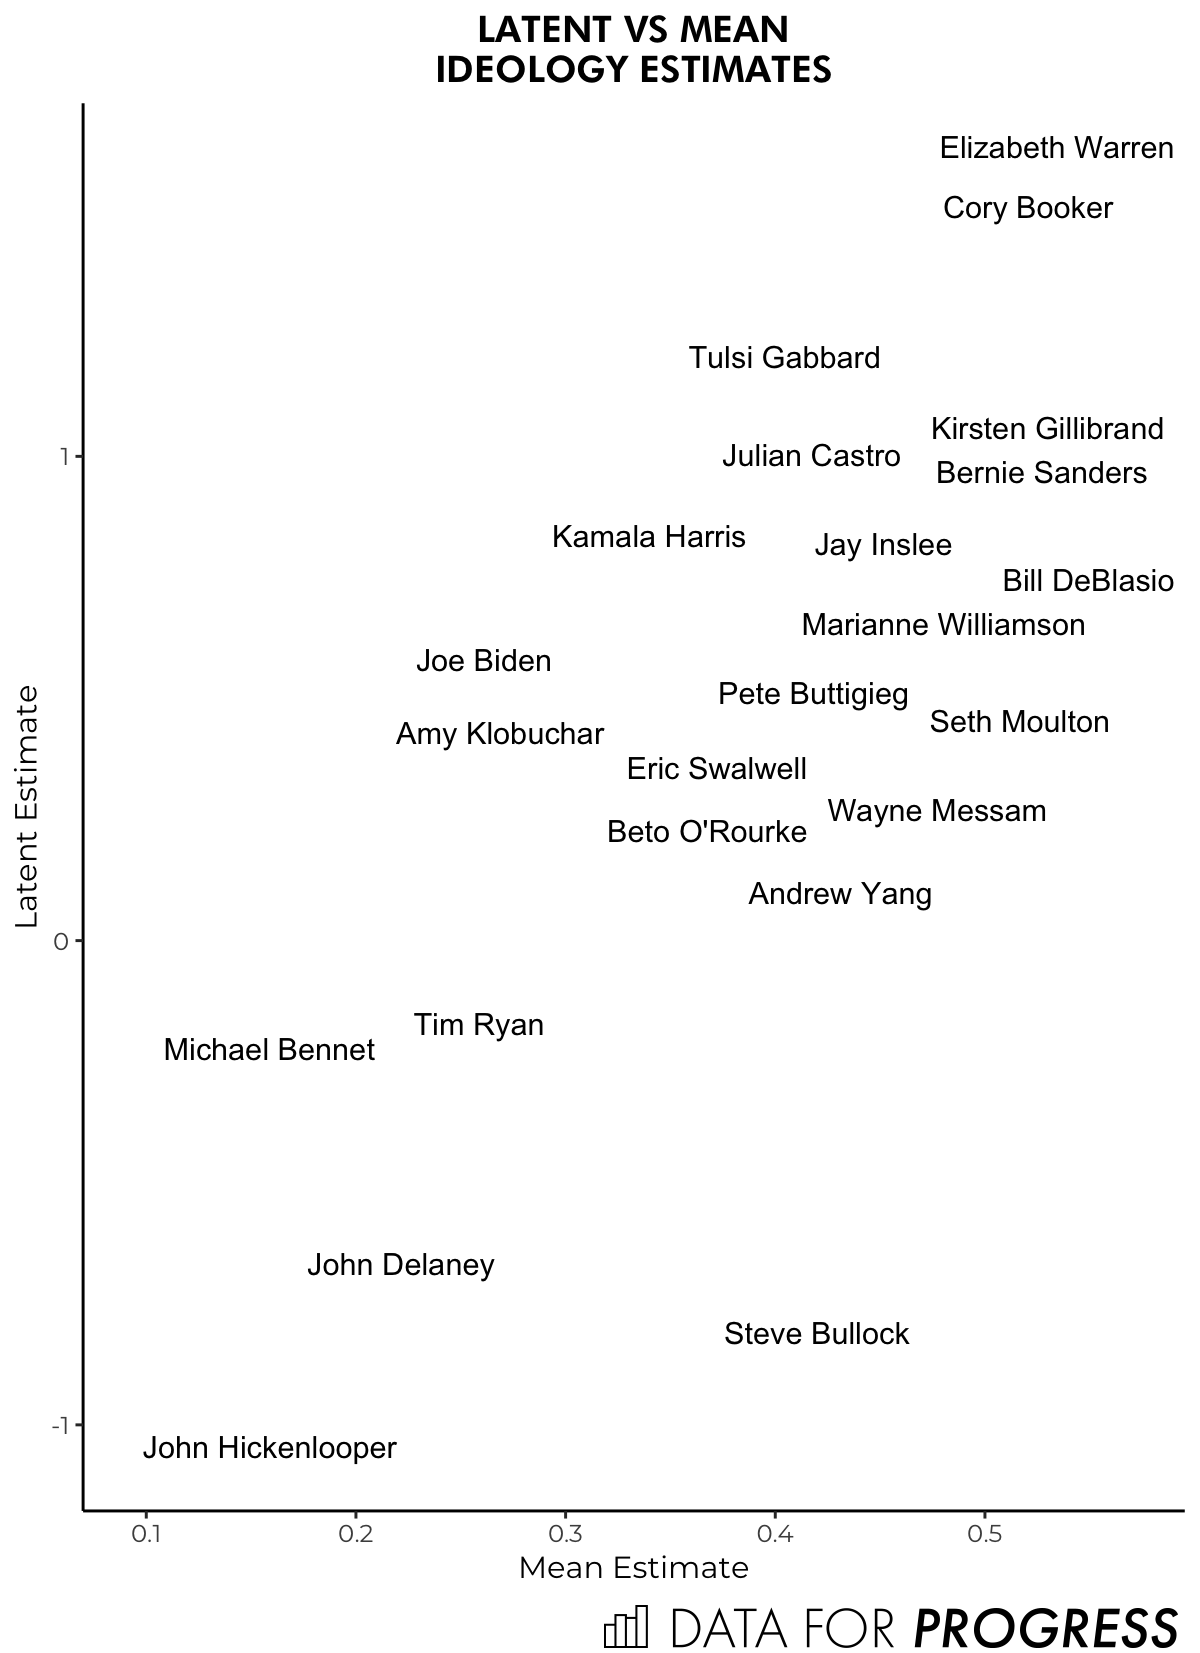 LATENT VS MEAN
IDEOLOGY ESTIMATES
Elizabeth Warren
Cory Booker
Tulsi Gabbard
Kirsten Gillibrand
1
Julian Castro
Bernie Sanders
Kamala Harris
Jay Inslee
Bill DeBlasio
Marianne Williamson
Joe Biden
Pete Buttigieg
Seth Moulton
Amy Klobuchar
Eric Swalwell
Wayne Messam
Beto O'Rourke
Andrew Yang
Latent Estimate
0
Tim Ryan
Michael Bennet
John Delaney
Steve Bullock
-1
John Hickenlooper
0.1 0.2 0.3 0.4 0.5
Mean Estimate
DATA FOR PROGRESS